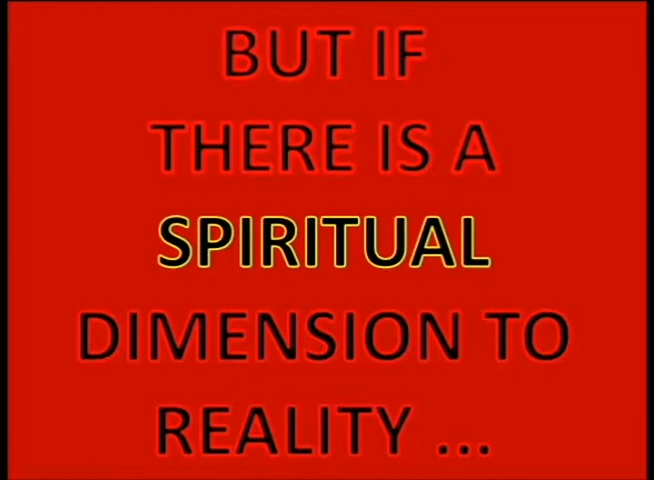 BUT IF
THERE IS A
SPIRITUAL
DIMENSION TO
REALITY ...